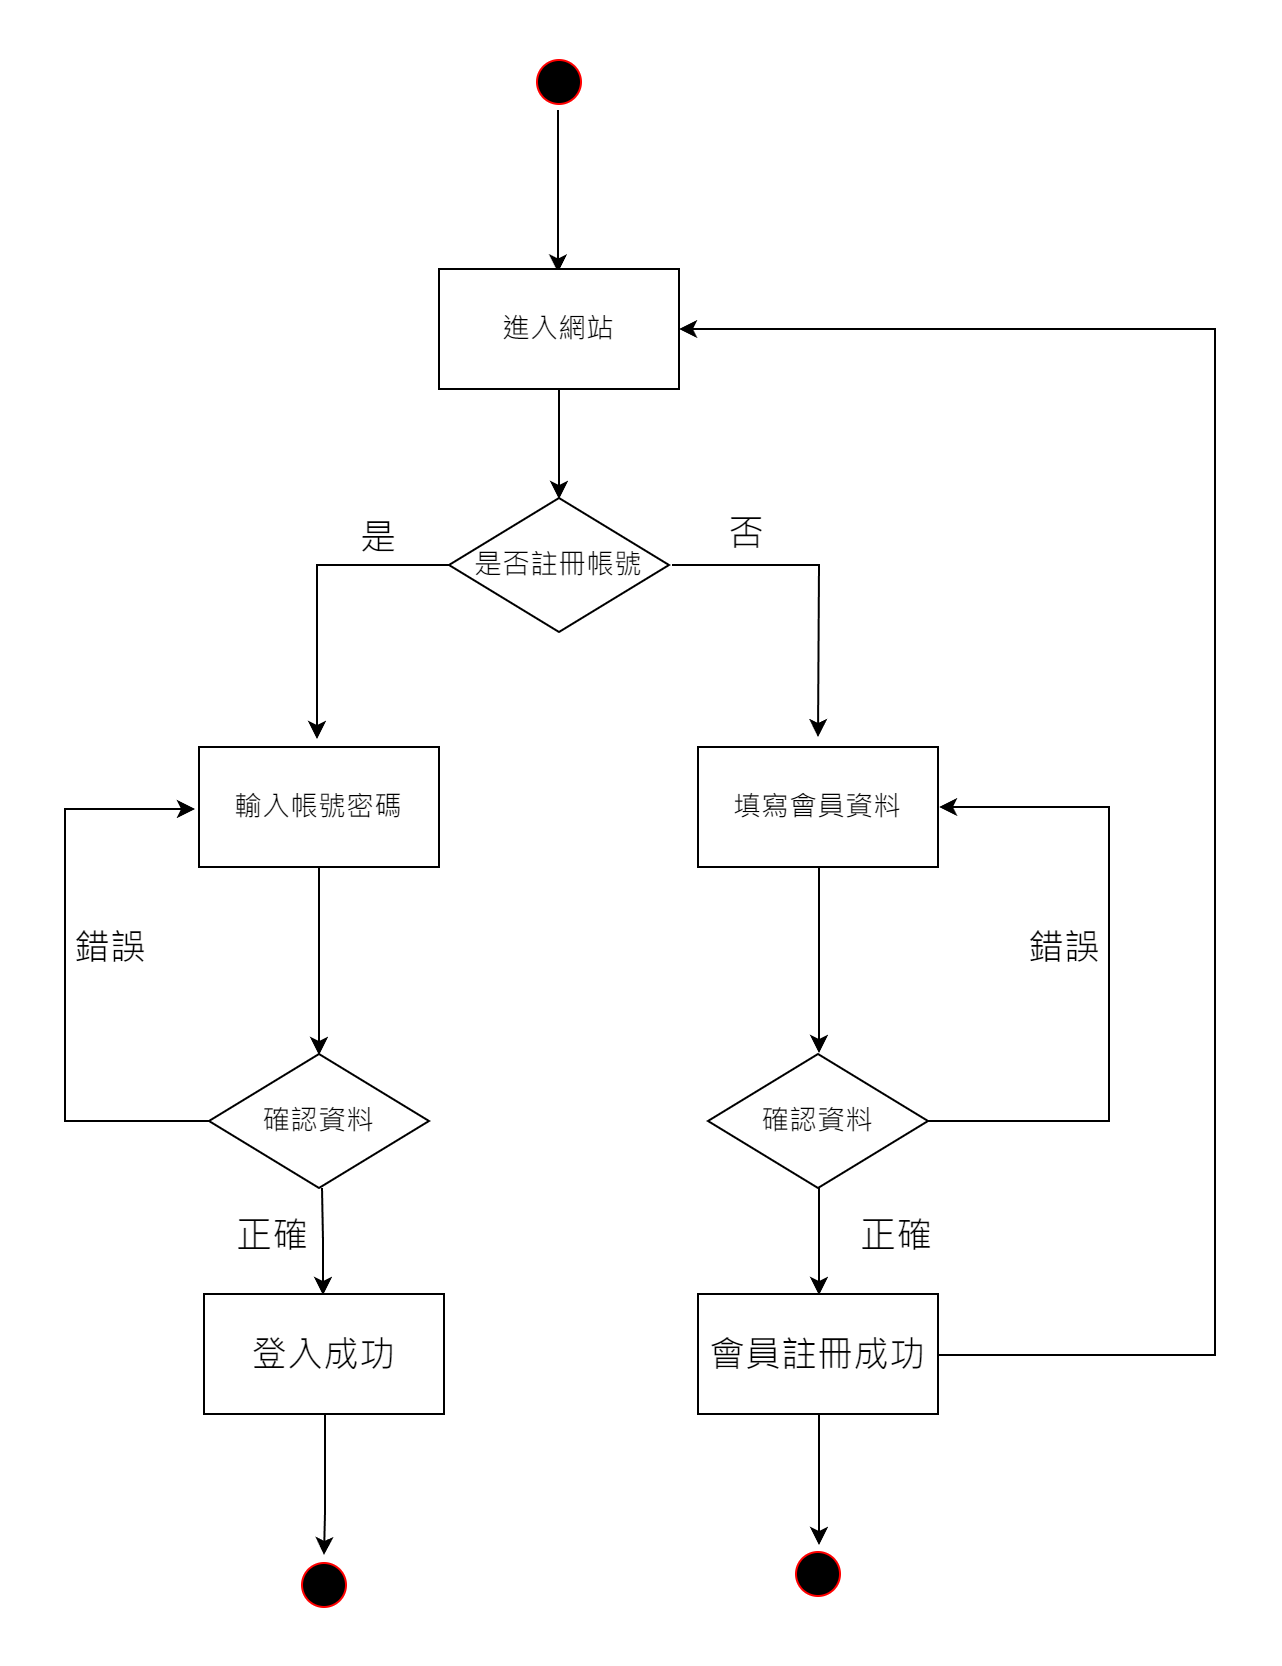 進入網站
是
否
是否註冊帳號
輸入帳號密碼
填寫會員資料
錯誤
錯誤
確認資料
確認資料
正確
正確
登入成功
會員註冊成功